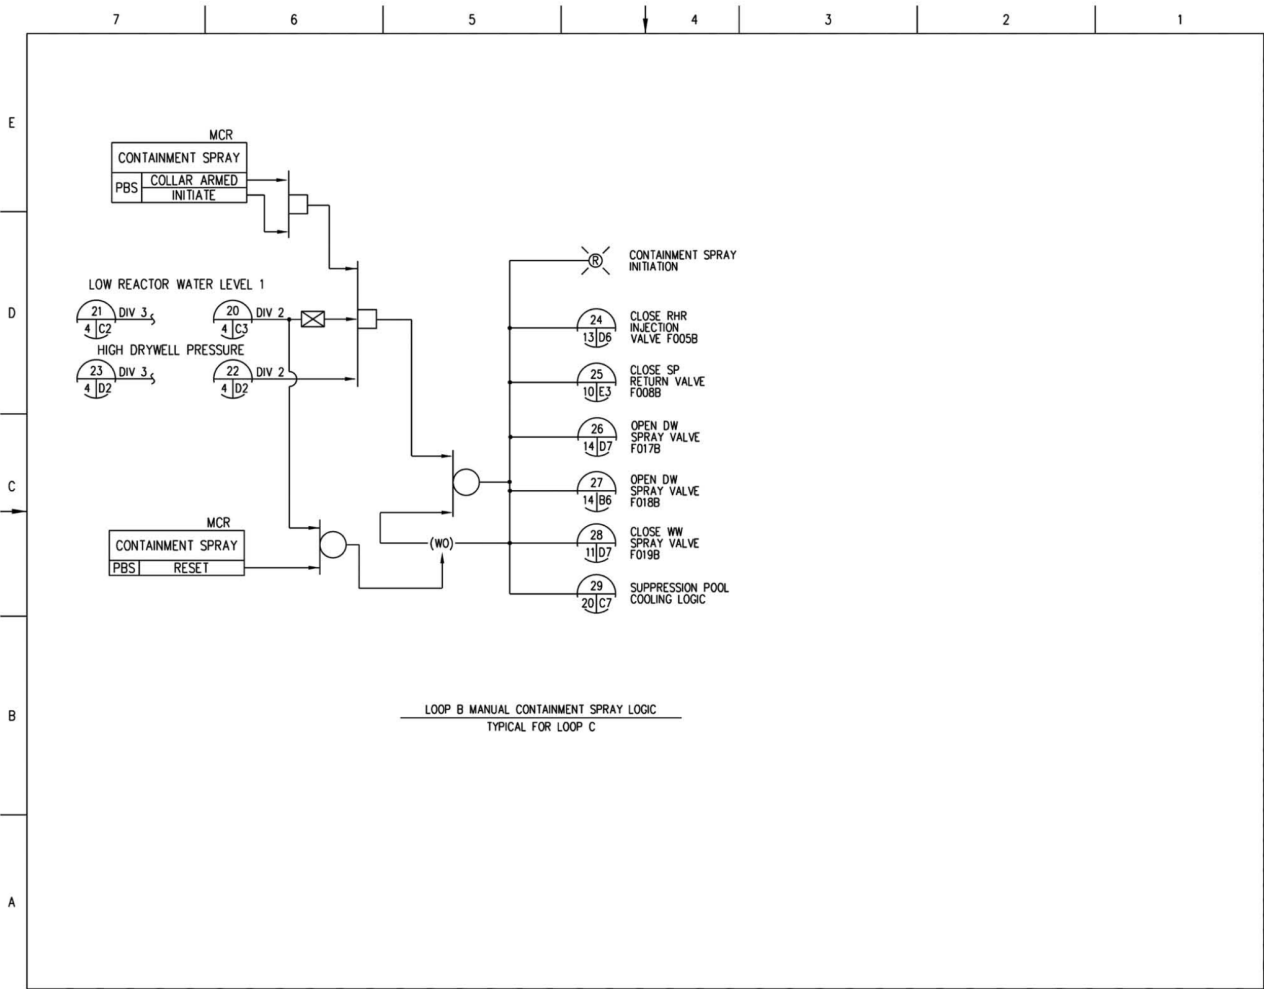 7 6 5 4 3 2 1
E
D
C
B
A
MCR
CONTAINMENT SPRAY
PBS COLLAR ARMED
INITIATE
LOW REACTOR WATER LEVEL 1
21 DIV 3
4 C2
20 DIV 2
4 C3
HIGH DRYWELL PRESSURE
23 DIV 3
4 D2
22 DIV 2
4 D2
MCR
CONTAINMENT SPRAY
PBS RESET
(WO)
R
CONTAINMENT SPRAY
INITIATION
24
13 D6
CLOSE RHR
INJECTION
VALVE F005B
25
10 E3
CLOSE SP
RETURN VALVE
F008B
26
14 D7
OPEN DW
SPRAY VALVE
F017B
27
14 B6
OPEN DW
SPRAY VALVE
F018B
28
11 D7
CLOSE WW
SPRAY VALVE
F019B
29
20 C7
SUPPRESSION POOL
COOLING LOGIC
LOOP B MANUAL CONTAINMENT SPRAY LOGIC
TYPICAL FOR LOOP C